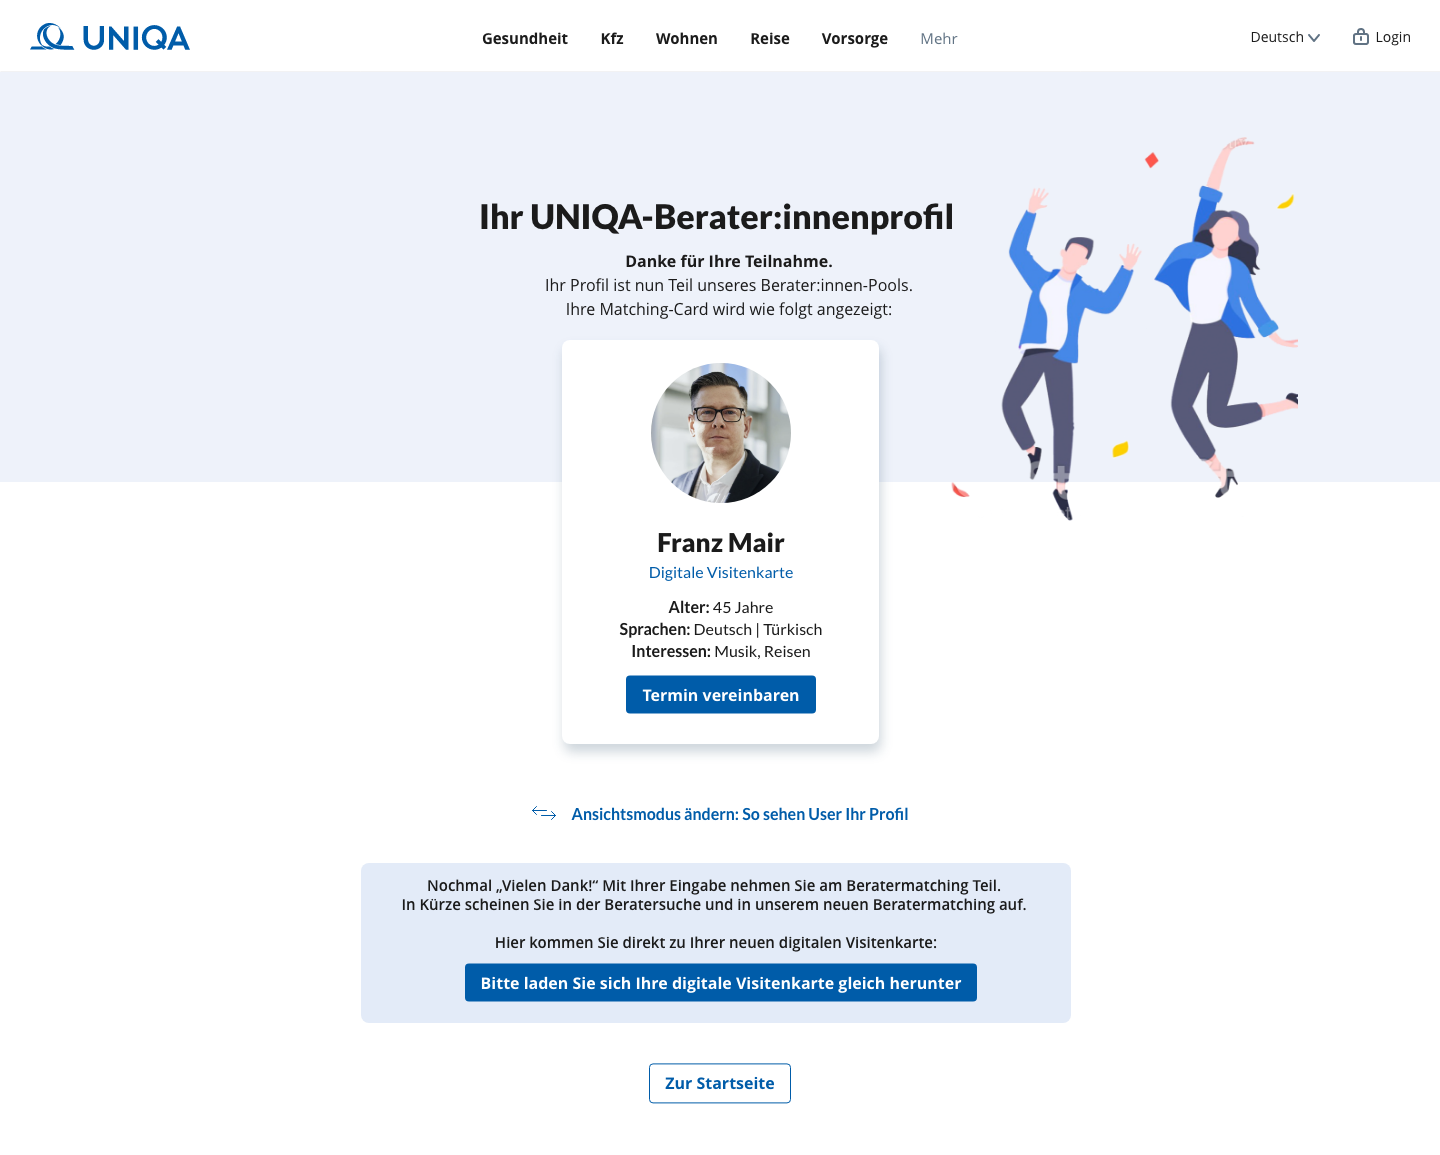 UNIQA
Gesundheit Kfz Wohnen Reise Vorsorge Mehr
Deutsch Login
Ihr UNIQA-Berater:innenprofil
Danke für Ihre Teilnahme.
Ihr Profil ist nun Teil unseres Berater:innen-Pools.
Ihre Matching-Card wird wie folgt angezeigt:
Franz Mair
Digitale Visitenkarte
Alter: 45 Jahre
Sprachen: Deutsch | Türkisch
Interessen: Musik, Reisen
Termin vereinbaren
Ansichtsmodus ändern: So sehen User Ihr Profil
Nochmal „Vielen Dank!“ Mit Ihrer Eingabe nehmen Sie am Beratermatching Teil.
In Kürze scheinen Sie in der Beratersuche und in unserem neuen Beratermatching auf.
Hier kommen Sie direkt zu Ihrer neuen digitalen Visitenkarte:
Bitte laden Sie sich Ihre digitale Visitenkarte gleich herunter
Zur Startseite